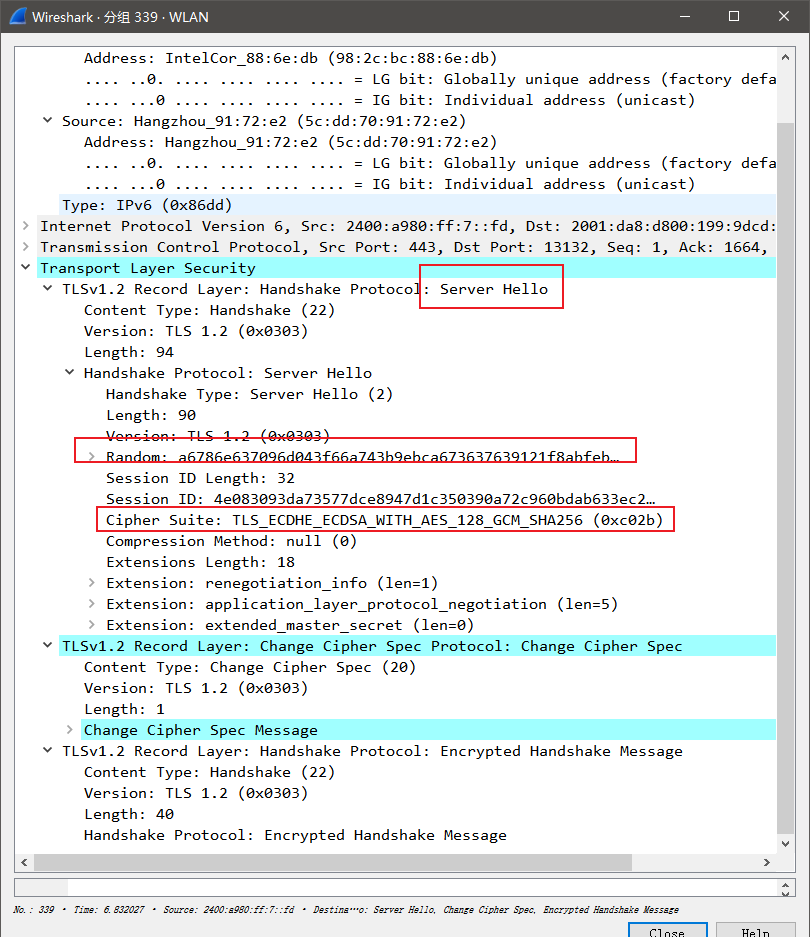 Wireshark · 分组 339 · WLAN
Address: IntelCor_88:6e:db (98:2c:bc:88:6e:db)
.... ..0. .... .... .... .... = LG bit: Globally unique address (factory defa
.... ...0 .... .... .... .... = IG bit: Individual address (unicast)
Source: Hangzhou_91:72:e2 (5c:dd:70:91:72:e2)
Address: Hangzhou_91:72:e2 (5c:dd:70:91:72:e2)
.... ..0. .... .... .... .... = LG bit: Globally unique address (factory defa
.... ...0 .... .... .... .... = IG bit: Individual address (unicast)
Type: IPv6 (0x86dd)
Internet Protocol Version 6, Src: 2400:a980:ff:7::fd, Dst: 2001:da8:d800:199:9dcd:
Transmission Control Protocol, Src Port: 443, Dst Port: 13132, Seq: 1, Ack: 1664,
Transport Layer Security
TLSv1.2 Record Layer: Handshake Protocol: Server Hello
Content Type: Handshake (22)
Version: TLS 1.2 (0x0303)
Length: 94
Handshake Protocol: Server Hello
Handshake Type: Server Hello (2)
Length: 90
Version: TLS 1.2 (0x0303)
Random: a6786e637096d043f66a743b9ebca673637639121f8abfeb…
Session ID Length: 32
Session ID: 4e083093da73577dce8947d1c350390a72c960bdab633ec2…
Cipher Suite: TLS_ECDHE_ECDSA_WITH_AES_128_GCM_SHA256 (0xc02b)
Compression Method: null (0)
Extensions Length: 18
Extension: renegotiation_info (len=1)
Extension: application_layer_protocol_negotiation (len=5)
Extension: extended_master_secret (len=0)
TLSv1.2 Record Layer: Change Cipher Spec Protocol: Change Cipher Spec
Content Type: Change Cipher Spec (20)
Version: TLS 1.2 (0x0303)
Length: 1
Change Cipher Spec Message
TLSv1.2 Record Layer: Handshake Protocol: Encrypted Handshake Message
Content Type: Handshake (22)
Version: TLS 1.2 (0x0303)
Length: 40
Handshake Protocol: Encrypted Handshake Message
No.: 339 · Time: 6.832027 · Source: 2400:a980:ff:7::fd · Destina…o: Server Hello, Change Cipher Spec, Encrypted Handshake Message
Close
Help